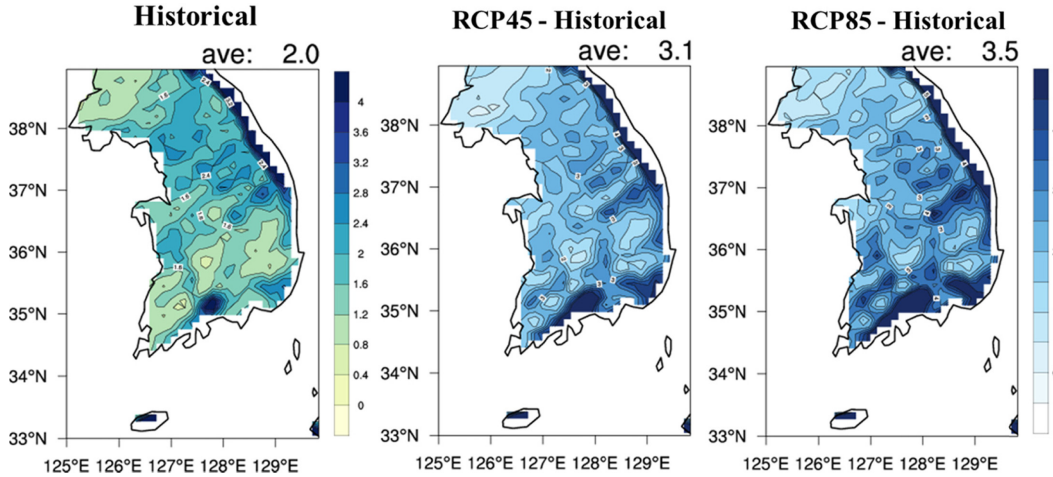 Historical
ave: 2.0
38°N
37°N
36°N
35°N
34°N
33°N
125°E 126°E 127°E 128°E 129°E
4
3.6
3.2
2.8
2.4
2
1.6
1.2
0.8
0.4
0
RCP45 - Historical
ave: 3.1
38°N
37°N
36°N
35°N
34°N
33°N
125°E 126°E 127°E 128°E 129°E
RCP85 - Historical
ave: 3.5
38°N
37°N
36°N
35°N
34°N
33°N
125°E 126°E 127°E 128°E 129°E